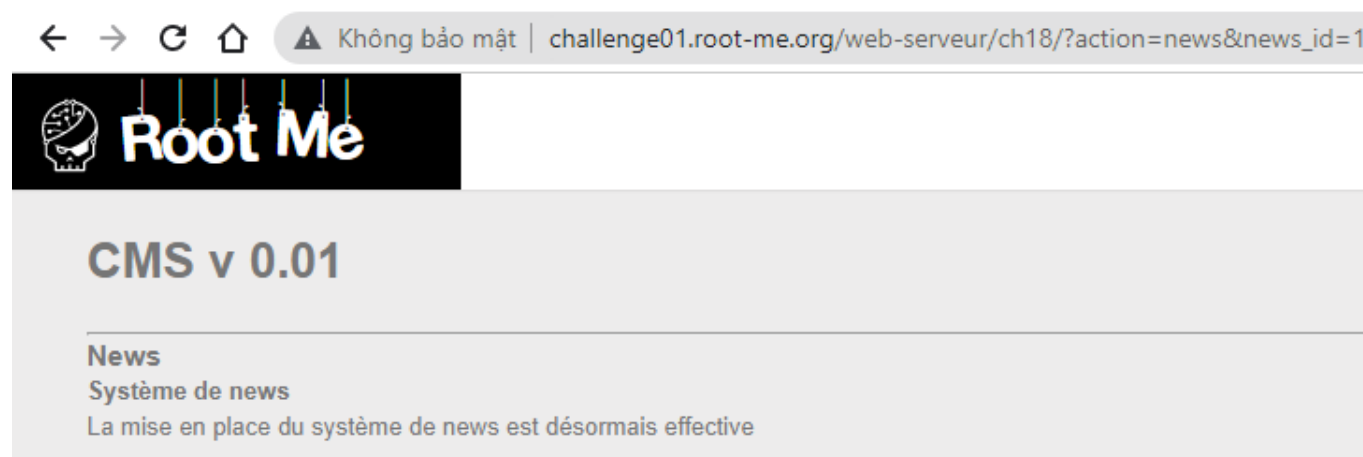 Không bảo mật | challenge01.root-me.org/web-serveur/ch18/?action=news&news_id=1
Root Me
CMS v 0.01
News
Système de news
La mise en place du système de news est désormais effective